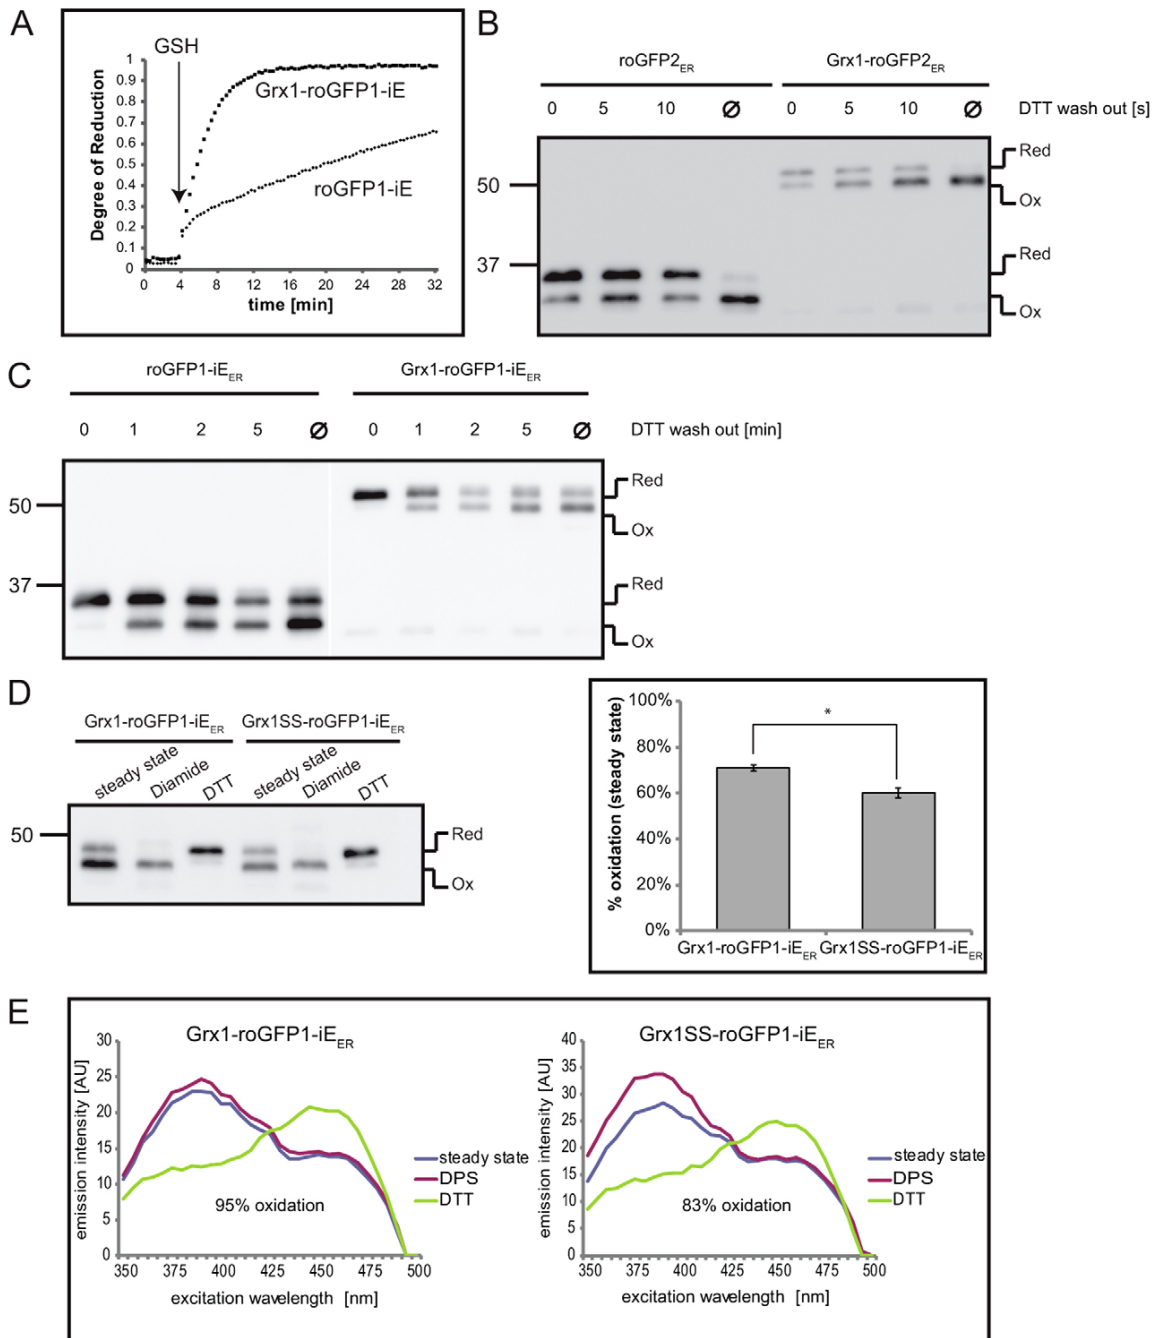 A
GSH
Degree of Reduction
1
0.9
0.8
0.7
0.6
0.5
0.4
0.3
0.2
0.1
0
Grx1-roGFP1-iE
roGFP1-iE
0 4 8 12 16 20 24 28 32
time [min]
B
roGFP2ER Grx1-roGFP2ER
0 5 10 Ø 0 5 10 Ø DTT wash out [s]
50
37
Red
Ox
Red
Ox
C
roGFP1-iEER Grx1-roGFP1-iEER
0 1 2 5 Ø 0 1 2 5 Ø DTT wash out [min]
50
37
Red
Ox
Red
Ox
D
Grx1-roGFP1-iEER Grx1SS-roGFP1-iEER
steady state Diamide DTT steady state Diamide DTT
50
Red
Ox
% oxidation (steady state)
100%
80%
60%
40%
20%
0%
*
Grx1-roGFP1-iEER Grx1SS-roGFP1-iEER
E
Grx1-roGFP1-iEER
emission intensity [AU]
30
25
20
15
10
5
0
steady state
DPS
DTT
95% oxidation
350 375 400 425 450 475 500
excitation wavelength [nm]
Grx1SS-roGFP1-iEER
emission intensity [AU]
40
35
30
25
20
15
10
5
0
steady state
DPS
DTT
83% oxidation
350 375 400 425 450 475 500
excitation wavelength [nm]